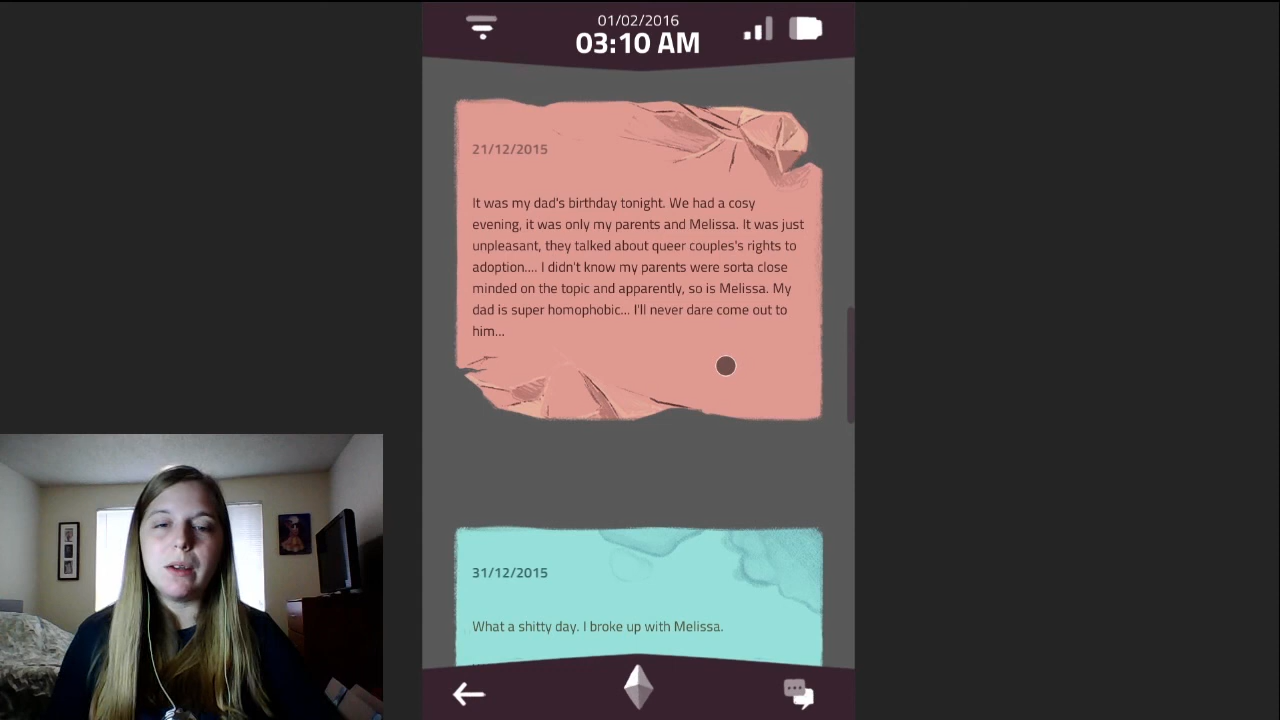 01/02/2016
03:10 AM
21/12/2015
It was my dad's birthday tonight. We had a cosy
evening, it was only my parents and Melissa. It was just
unpleasant, they talked about queer couples's rights to
adoption.... I didn't know my parents were sorta close
minded on the topic and apparently, so is Melissa. My
dad is super homophobic... I'll never dare come out to
him...
31/12/2015
What a shitty day. I broke up with Melissa.